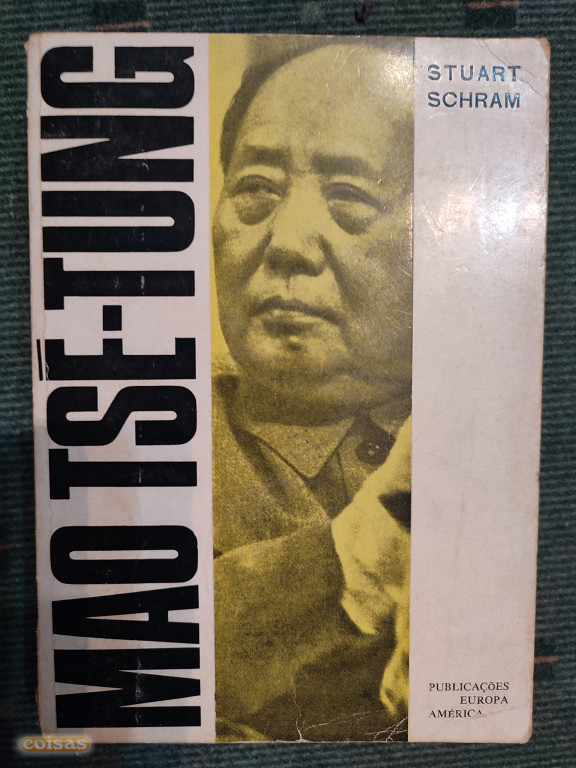 MAO TSÉ-TUNG
STUART
SCHRAM
PUBLICAÇÕES
EUROPA
AMÉRICA
coisas